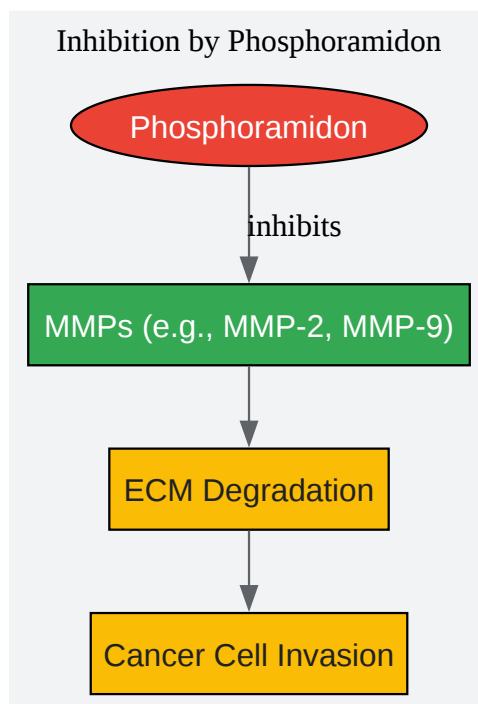 Inhibition by Phosphoramidon
Phosphoramidon
inhibits
MMPs (e.g., MMP-2, MMP-9)
ECM Degradation
Cancer Cell Invasion